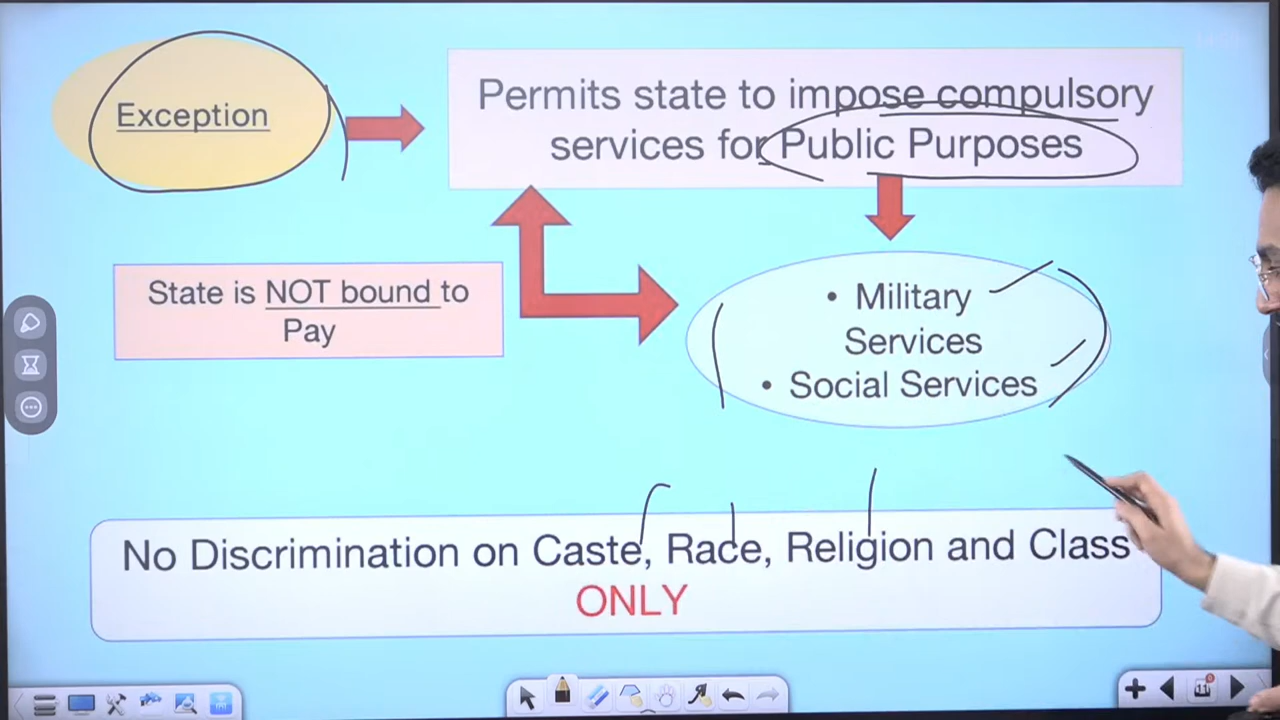 Exception
Permits state to impose compulsory
services for Public Purposes
State is NOT bound to
Pay
• Military
Services
• Social Services
No Discrimination on Caste, Race, Religion and Class
ONLY
11